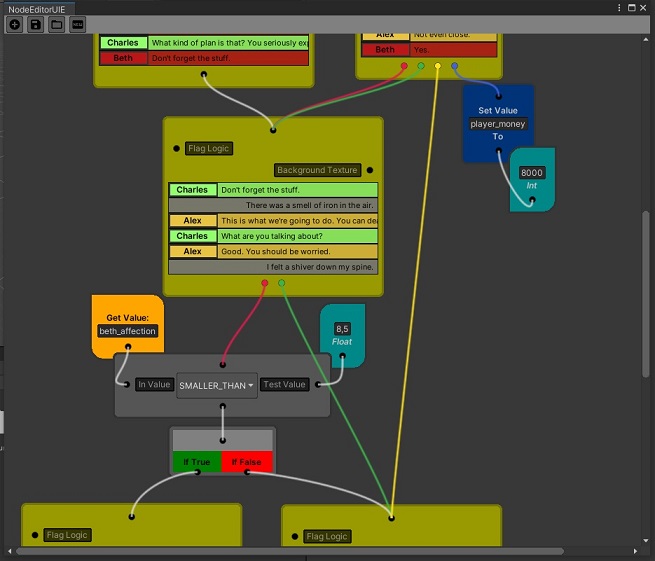 NodeEditorUIE
Charles What kind of plan is that? You seriously
Beth Don't forget the stuff.
Alex Not even close.
Beth Yes.
Set Value
player_money
To
8000
Int
Flag Logic
Background Texture
Charles Don't forget the stuff.
There was a smell of iron in the air.
Alex This is what we're going to do. You can
Charles What are you talking about?
Alex Good. You should be worried.
I felt a shiver down my spine.
Get Value:
beth_affection
8,5
Float
In Value SMALLER_THAN Test Value
If True If False
Flag Logic
Flag Logic